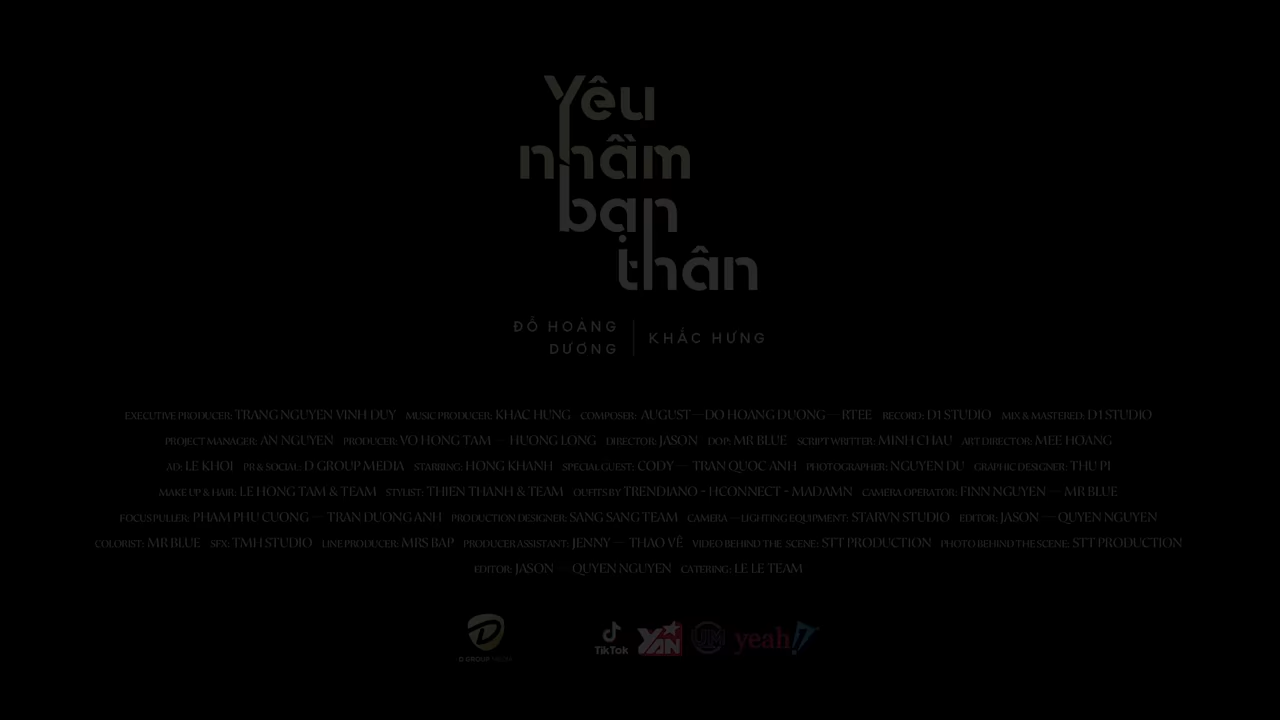 Yêu
nhầm
bạn
thân
ĐỖ HOÀNG
DƯƠNG
KHẮC HƯNG
EXECUTIVE PRODUCER: TRANG NGUYEN VINH DUY MUSIC PRODUCER: KHAC HUNG COMPOSER: AUGUST — DO HOANG DUONG — RTEE RECORD: D1 STUDIO MIX & MASTERED: D1 STUDIO
PROJECT MANAGER: AN NGUYEN PRODUCER: VO HONG TAM — HUONG LONG DIRECTOR: JASON DOP: MR BLUE SCRIPT WRITTER: MINH CHAU ART DIRECTOR: MEE HOANG
AD: LE KHOI PR & SOCIAL: D GROUP MEDIA STARRING: HONG KHANH SPECIAL GUEST: CODY — TRAN QUOC ANH PHOTOGRAPHER: NGUYEN DU GRAPHIC DESIGNER: THU PI
MAKE UP & HAIR: LE HONG TAM & TEAM STYLIST: THIEN THANH & TEAM OUFITS BY TRENDIANO - HCONNECT - MADAMN CAMERA OPERATOR: FINN NGUYEN — MR BLUE
FOCUS PULLER: PHAM PHU CUONG — TRAN DUONG ANH PRODUCTION DESIGNER: SANG SANG TEAM CAMERA — LIGHTING EQUIPMENT: STARVN STUDIO EDITOR: JASON — QUYEN NGUYEN
COLORIST: MR BLUE SFX: TMH STUDIO LINE PRODUCER: MRS BAP PRODUCER ASSISTANT: JENNY — THAO VÊ VIDEO BEHIND THE SCENE: STT PRODUCTION PHOTO BEHIND THE SCENE: STT PRODUCTION
EDITOR: JASON — QUYEN NGUYEN CATERING: LE LE TEAM
D GROUP MEDIA
TikTok
YAN
yeah1